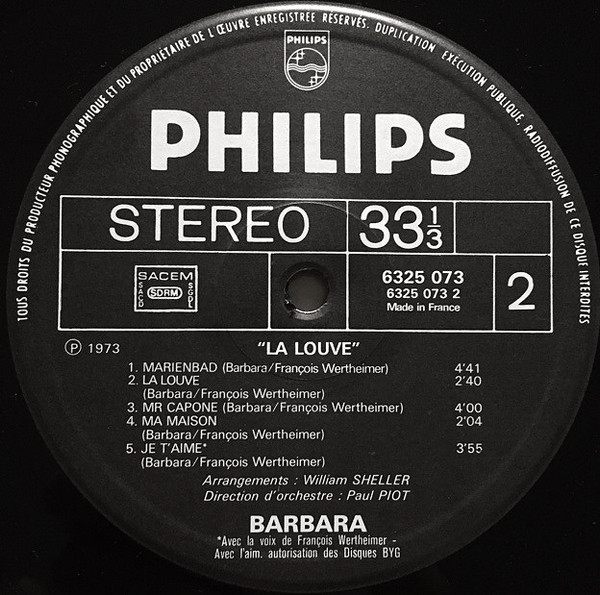 TOUS DROITS DU PRODUCTEUR PHONOGRAPHIQUE ET DU PROPRIÉTAIRE DE L'ŒUVRE ENREGISTRÉE RÉSERVÉS. DUPLICATION EXÉCUTION PUBLIQUE, RADIODIFFUSION DE CE DISQUE INTERDITES
PHILIPS
PHILIPS
STEREO 33 1/3
SACEM
SACD SDRM SGDL
6325 073
6325 073 2
Made in France
2
℗ 1973 "LA LOUVE"
1. MARIENBAD (Barbara/François Wertheimer) 4'41
2. LA LOUVE 2'40
(Barbara/François Wertheimer)
3. MR CAPONE (Barbara/François Wertheimer) 4'00
4. MA MAISON 2'04
(Barbara/François Wertheimer)
5. JE T'AIME* 3'55
(Barbara/François Wertheimer)
Arrangements : William SHELLER
Direction d'orchestre : Paul PIOT
BARBARA
*Avec la voix de François Wertheimer -
Avec l'aim. autorisation des Disques BYG